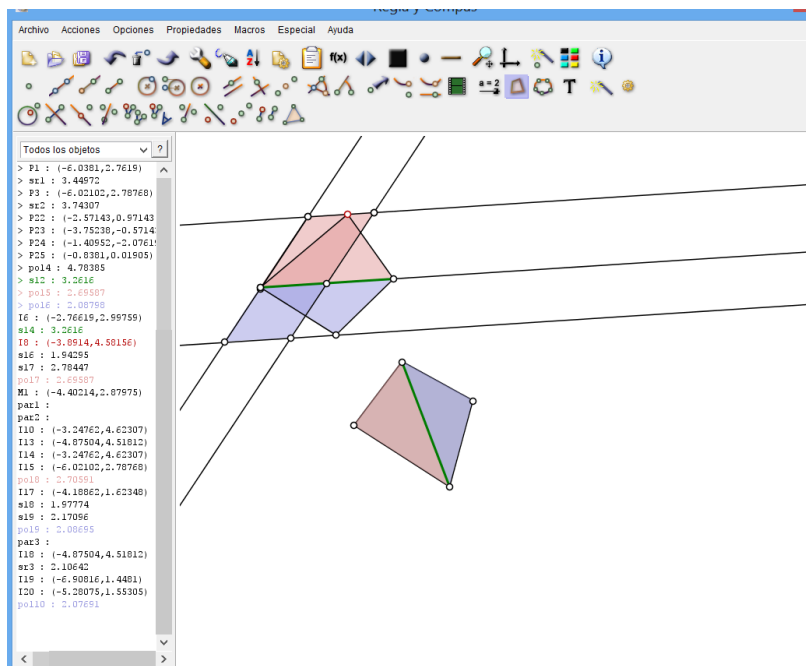 Regla y Compás
Archivo Acciones Opciones Propiedades Macros Especial Ayuda
f(x)
A
Z
a = 2
T
Todos los objetos
?
> P1 : (-6.0381,2.7619)
> sr1 : 3.44972
> P3 : (-6.02102,2.78768)
> sr2 : 3.74307
> P22 : (-2.57143,0.97143
> P23 : (-3.75238,-0.5714
> P24 : (-1.40952,-2.0761
> P25 : (-0.8381,0.01905)
> pol4 : 4.78385
> s12 : 3.2616
> pol5 : 2.69587
> pol6 : 2.08798
I6 : (-2.76619,2.99759)
s14 : 3.2616
I8 : (-3.8914,4.58156)
s16 : 1.94295
s17 : 2.78447
pol7 : 2.69587
M1 : (-4.40214,2.87975)
par1 :
par2 :
I10 : (-3.24762,4.62307)
I13 : (-4.87504,4.51812)
I14 : (-3.24762,4.62307)
I15 : (-6.02102,2.78768)
pol8 : 2.70591
I17 : (-4.18862,1.62348)
s18 : 1.97774
s19 : 2.17096
pol9 : 2.08695
par3 :
I18 : (-4.87504,4.51812)
sr3 : 2.10642
I19 : (-6.90816,1.4481)
I20 : (-5.28075,1.55305)
pol10 : 2.07691